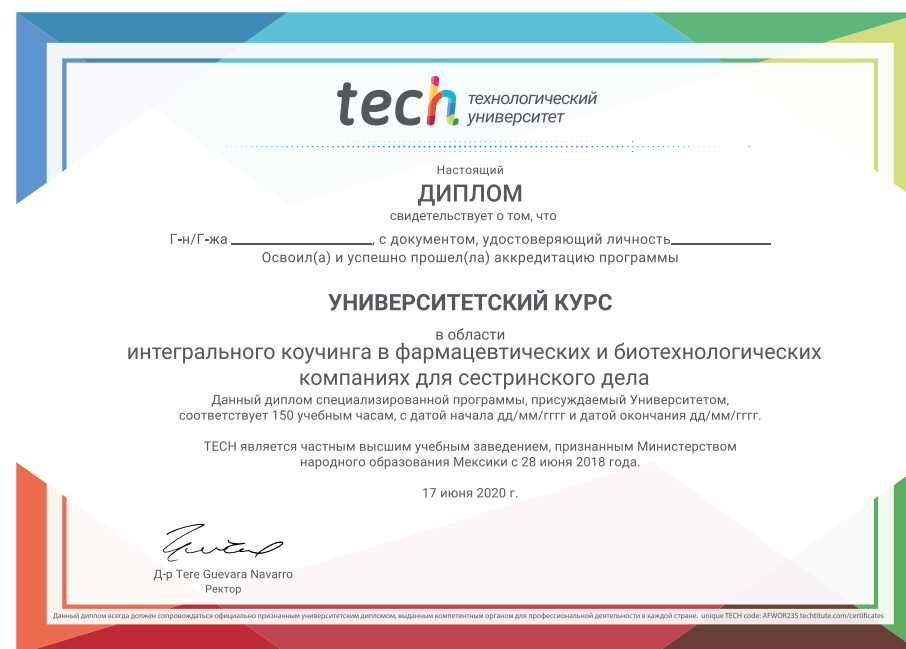 tech технологический
университет
Настоящий
ДИПЛОМ
свидетельствует о том, что
Г-н/Г-жа ____________________, с документом, удостоверяющий личность______________
Освоил(а) и успешно прошел(ла) аккредитацию программы
УНИВЕРСИТЕТСКИЙ КУРС
в области
интегрального коучинга в фармацевтических и биотехнологических
компаниях для сестринского дела
Данный диплом специализированной программы, присуждаемый Университетом,
соответствует 150 учебным часам, с датой начала дд/мм/гггг и датой окончания дд/мм/гггг.
TECH является частным высшим учебным заведением, признанным Министерством
народного образования Мексики с 28 июня 2018 года.
17 июня 2020 г.
Д-р Tere Guevara Navarro
Ректор
Данный диплом всегда должен сопровождаться официально признанным университетским дипломом, выданным компетентным органом для профессиональной деятельности в каждой стране. unique TECH code: AFWOR23S techtitute.com/certificates